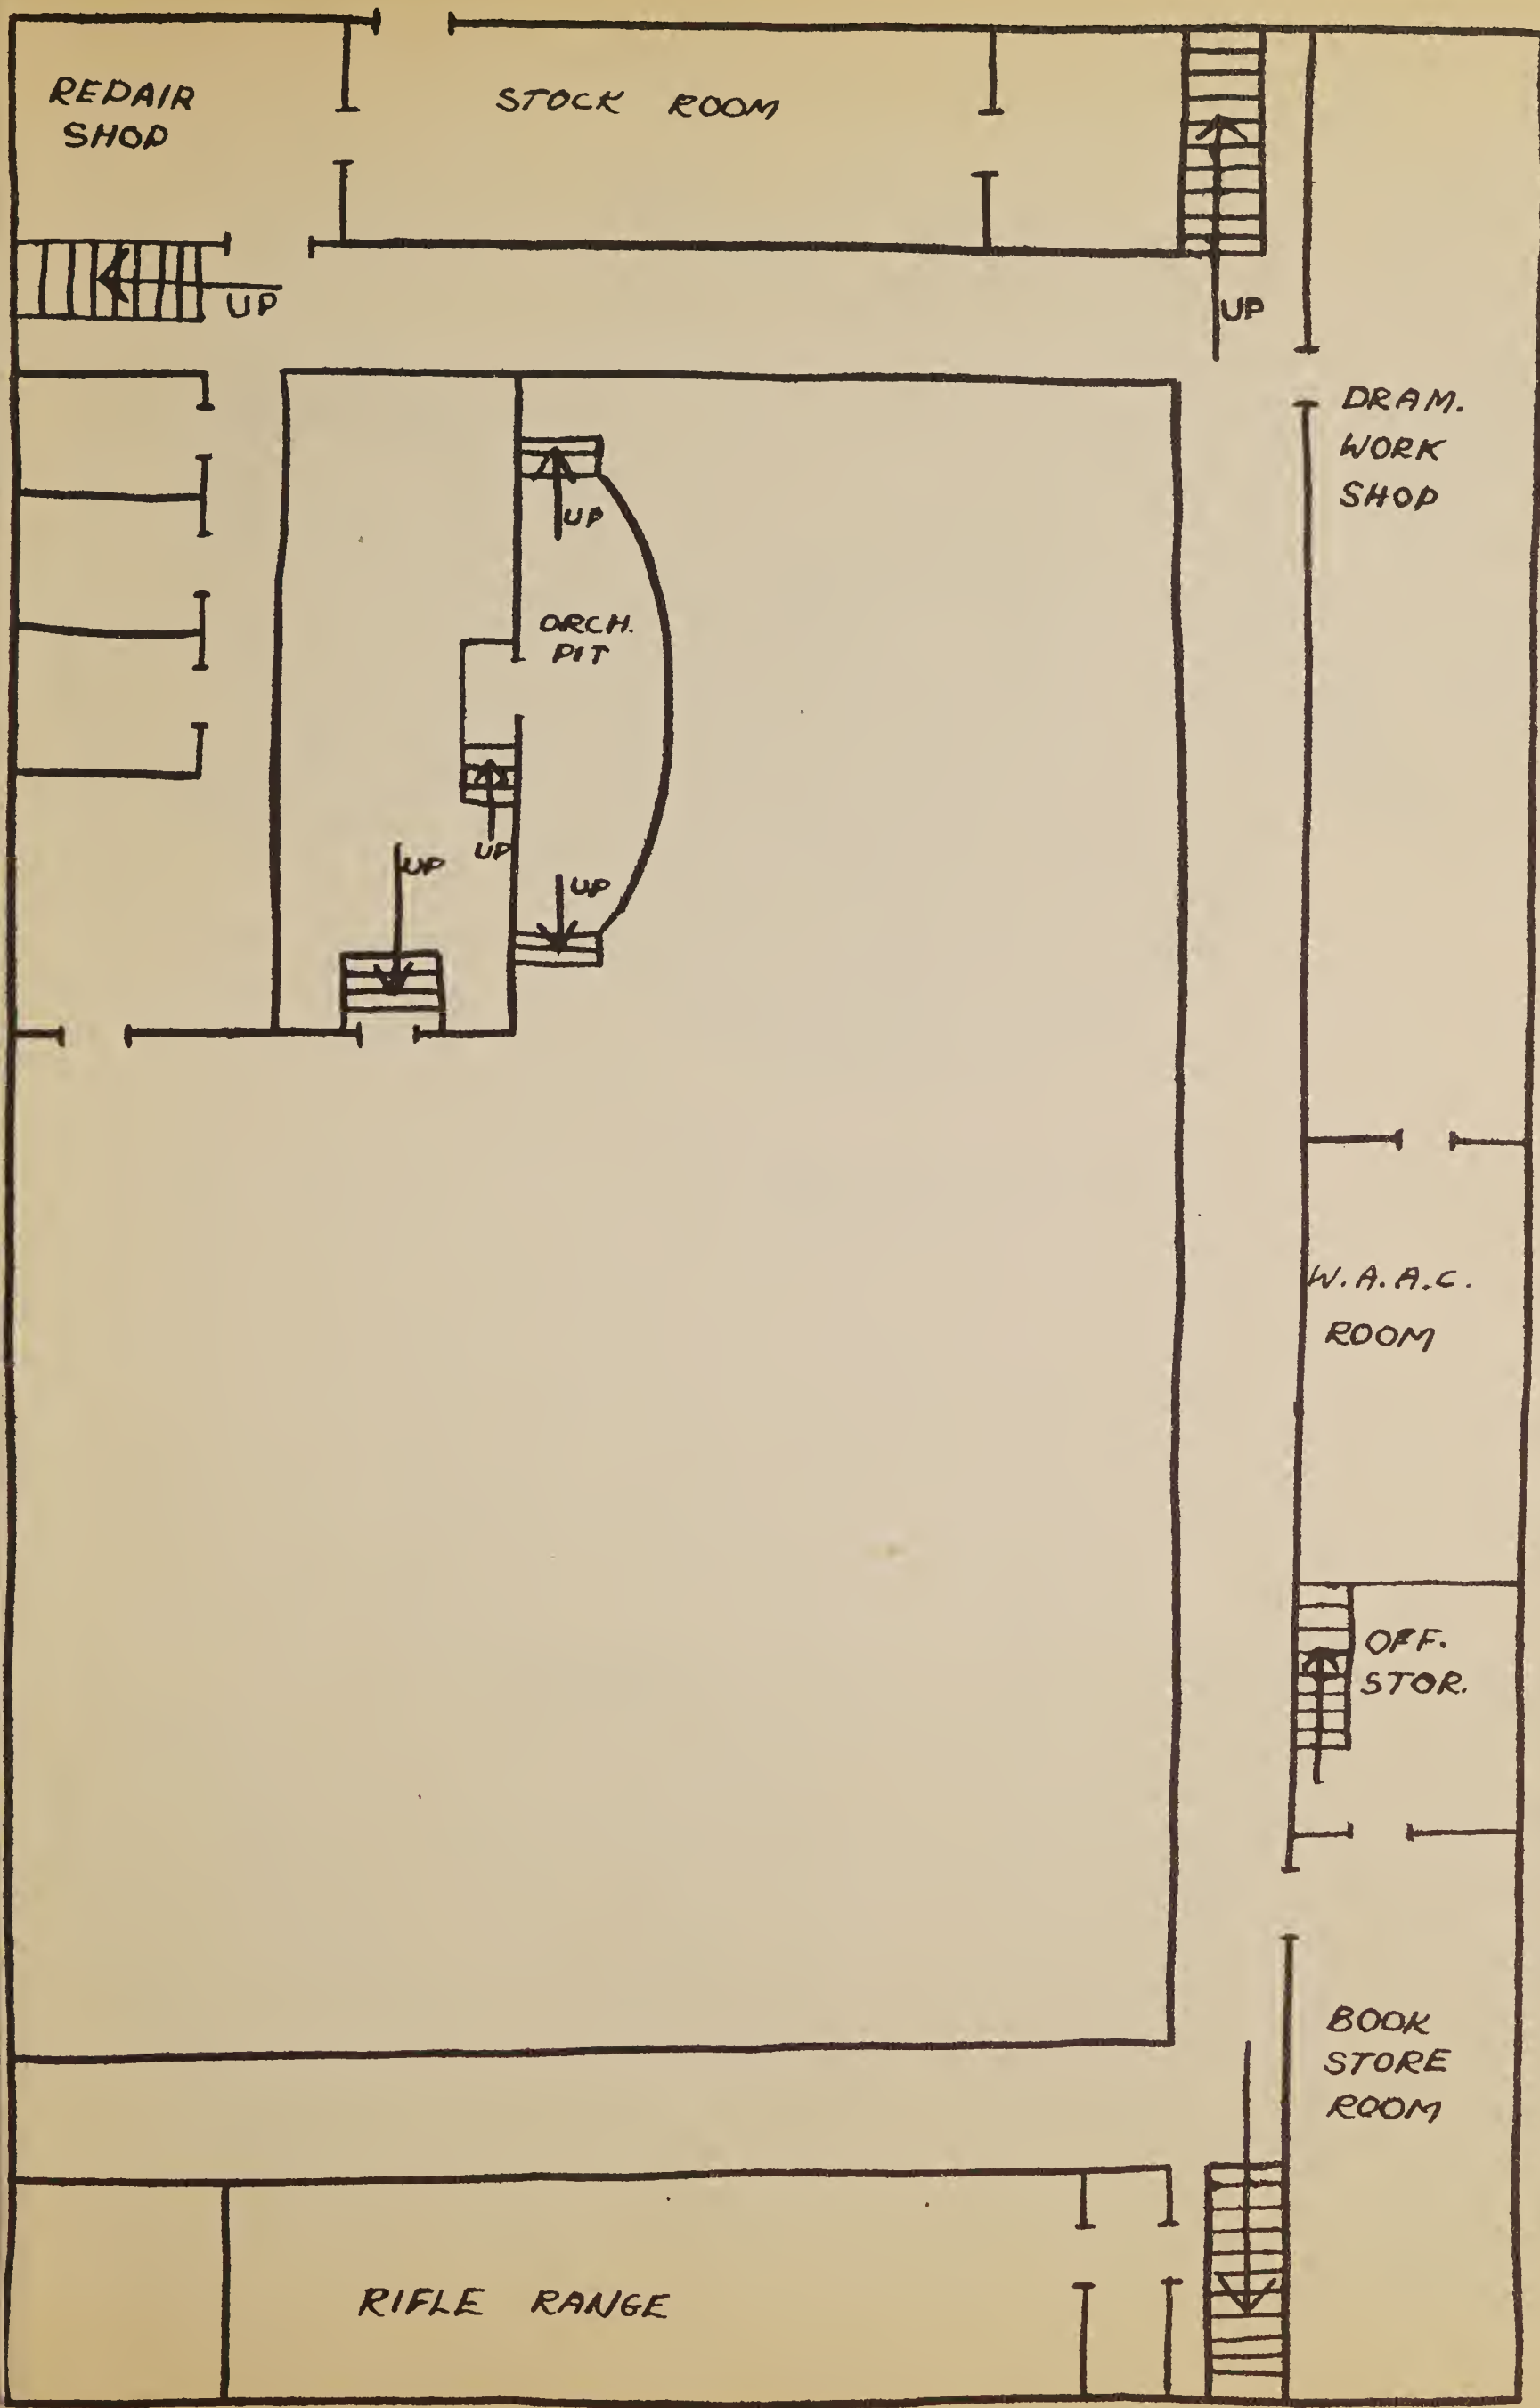 REPAIR
SHOP
STOCK ROOM
UP
UP
DRAM.
WORK
SHOP
UP
ORCH.
PIT
UP
UP
UP
W.A.A.C.
ROOM
OFF.
STOR.
BOOK
STORE
ROOM
RIFLE RANGE